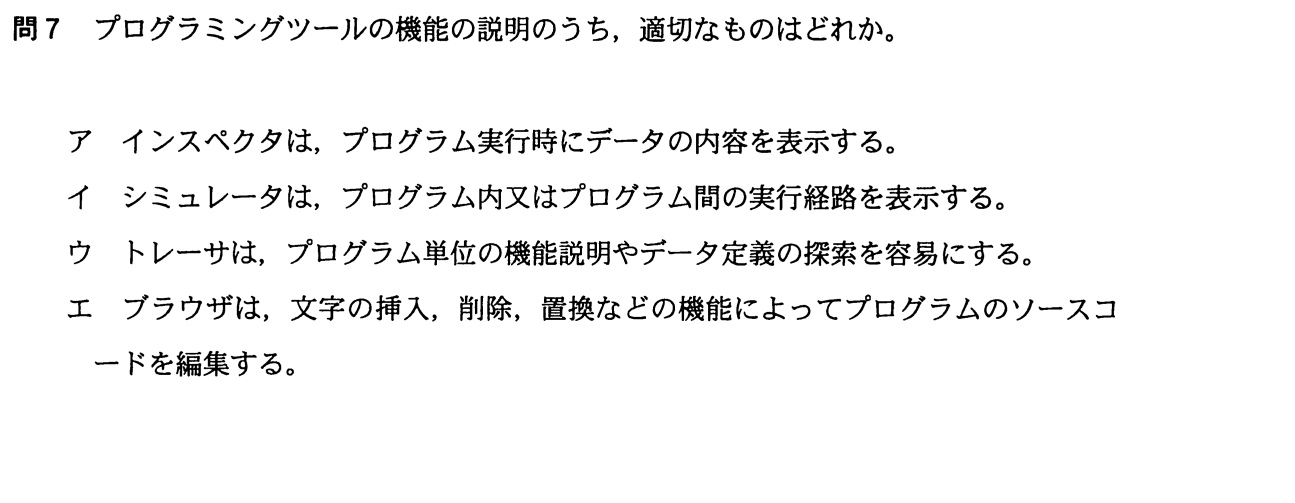 問7　プログラミングツールの機能の説明のうち，適切なものはどれか。
ア　インスペクタは，プログラム実行時にデータの内容を表示する。
イ　シミュレータは，プログラム内又はプログラム間の実行経路を表示する。
ウ　トレーサは，プログラム単位の機能説明やデータ定義の探索を容易にする。
エ　ブラウザは，文字の挿入，削除，置換などの機能によってプログラムのソースコ
ードを編集する。